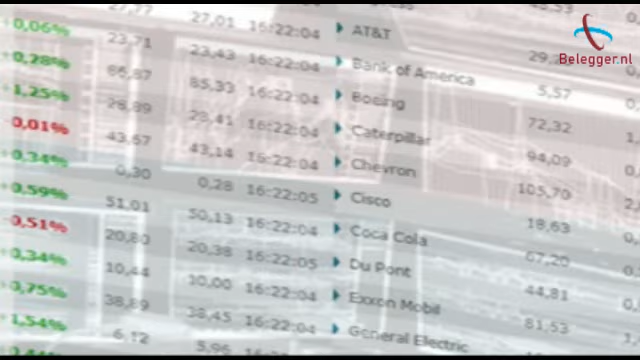 Belegger.nl
+0,06% 27,77 27,01 16:22:04 AT&T
+0,28% 23,71 23,43 16:22:04 Bank of America 5,57
+1,25% 86,87 85,33 16:22:04 Boeing 72,32
-0,01% 28,89 28,41 16:22:04 Caterpillar 94,09
+0,34% 43,67 43,14 16:22:04 Chevron 105,70
+0,59% 0,30 0,28 16:22:05 Cisco 18,63
-0,51% 51,01 50,13 16:22:04 Coca Cola 67,20
+0,34% 20,80 20,38 16:22:05 Du Pont 44,81
+0,75% 10,44 10,00 16:22:04 Exxon Mobil 81,53
+1,54% 38,89 38,45 16:22:04 General Electric
6,12 5,96